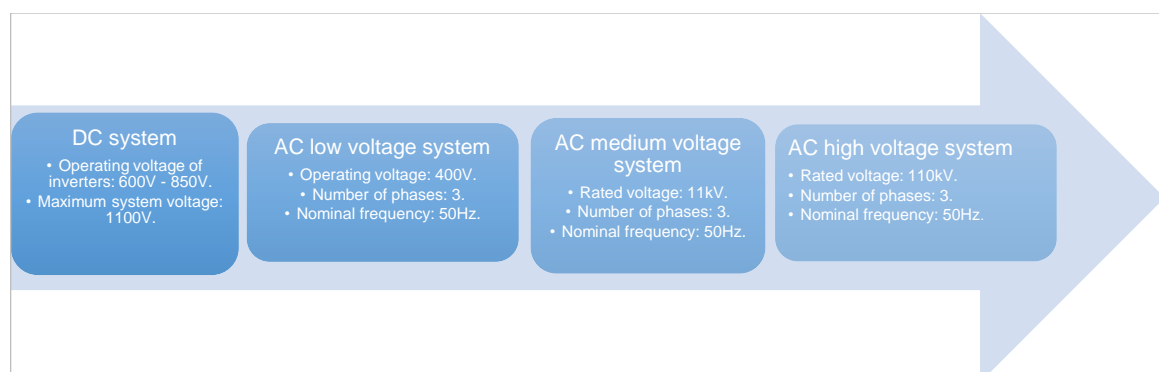 DC system
• Operating voltage of
inverters: 600V - 850V.
• Maximum system voltage:
1100V.
AC low voltage system
• Operating voltage: 400V.
• Number of phases: 3.
• Nominal frequency: 50Hz.
AC medium voltage
system
• Rated voltage: 11kV.
• Number of phases: 3.
• Nominal frequency: 50Hz.
AC high voltage system
• Rated voltage: 110kV.
• Number of phases: 3.
• Nominal frequency: 50Hz.